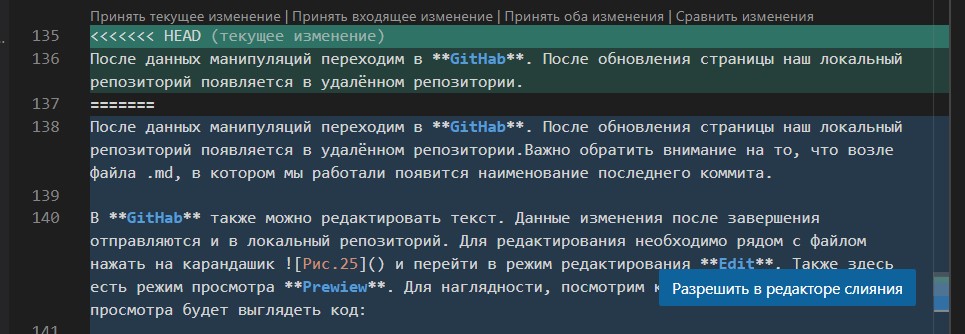 Принять текущее изменение | Принять входящее изменение | Принять оба изменения | Сравнить изменения
135 <<<<<<< HEAD (текущее изменение)
136 После данных манипуляций переходим в **GitHab**. После обновления страницы наш локальный
репозиторий появляется в удалённом репозитории.
137 =======
138 После данных манипуляций переходим в **GitHab**. После обновления страницы наш локальный
репозиторий появляется в удалённом репозитории.Важно обратить внимание на то, что возле
файла .md, в котором мы работали появится наименование последнего коммита.
139
140 В **GitHab** также можно редактировать текст. Данные изменения после завершения
отправляются и в локальный репозиторий. Для редактирования необходимо рядом с файлом
нажать на карандашик ![Рис.25]() и перейти в режим редактирования **Edit**. Также здесь
есть режим просмотра **Prewiew**. Для наглядности, посмотрим
Разрешить в редакторе слияния
просмотра будет выглядеть код:
141